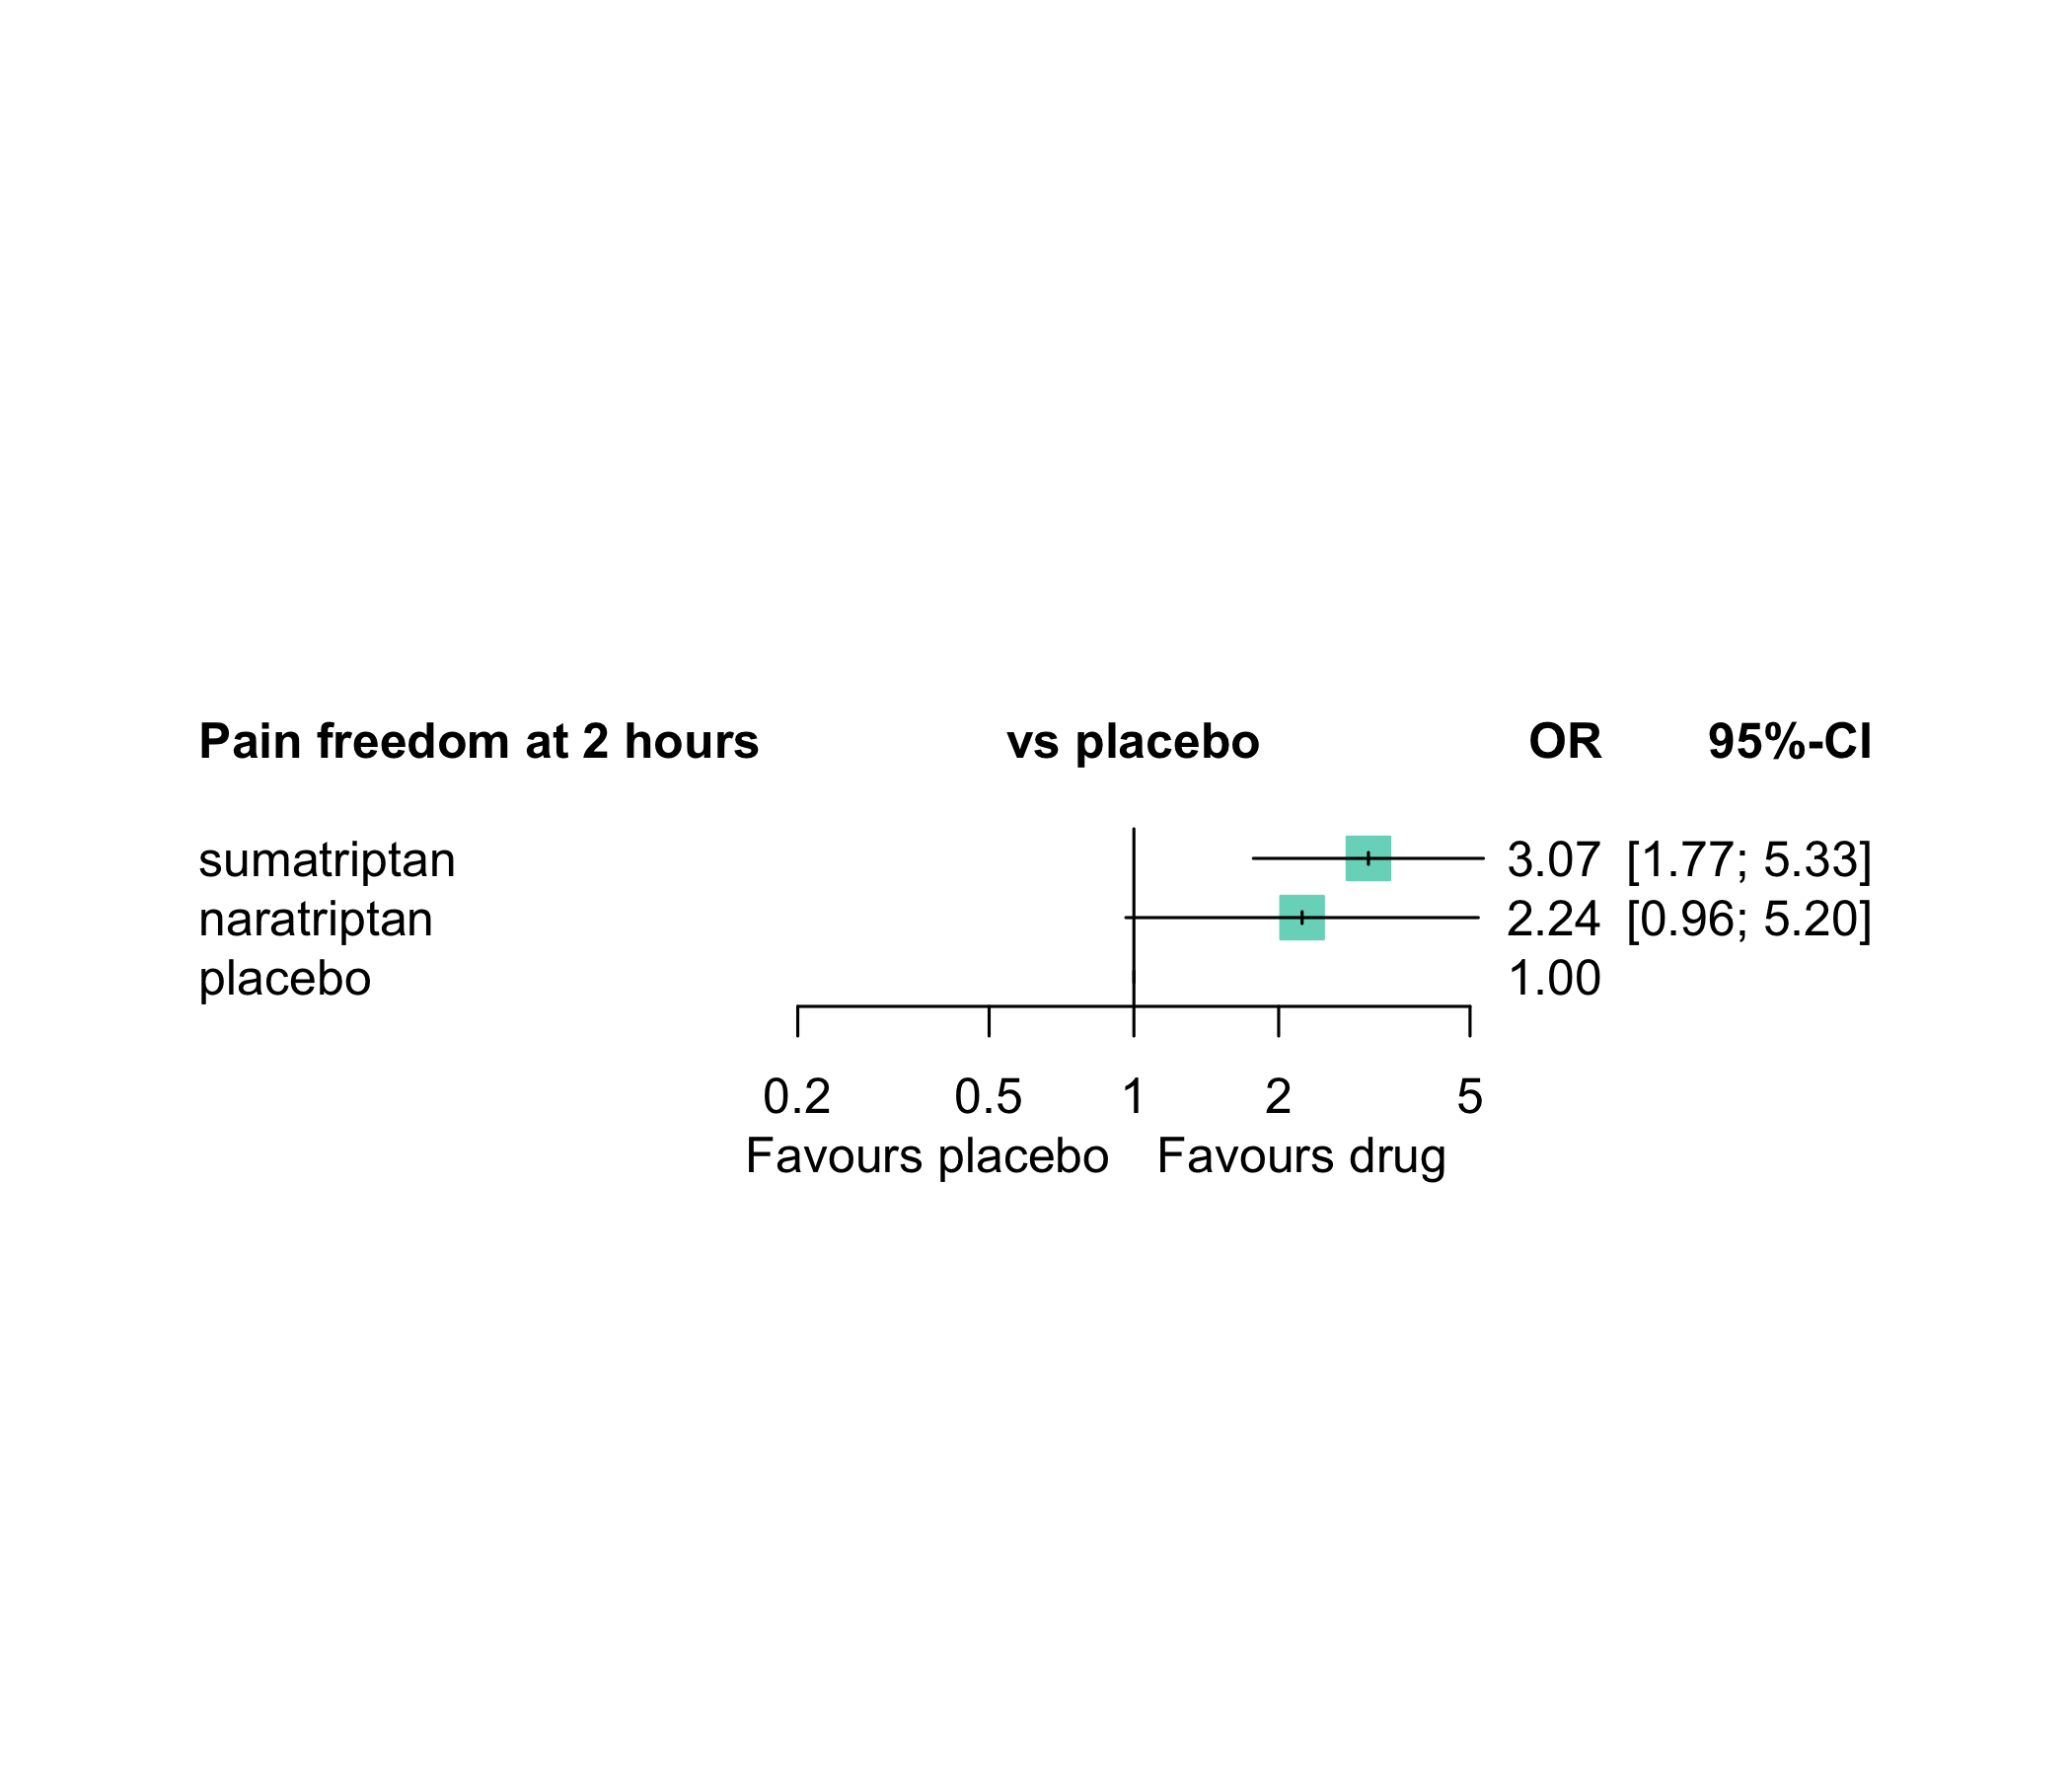 Pain freedom at 2 hours vs placebo OR 95%-CI
sumatriptan 3.07 [1.77; 5.33]
naratriptan 2.24 [0.96; 5.20]
placebo 1.00
0.2 0.5 1 2 5
Favours placebo Favours drug